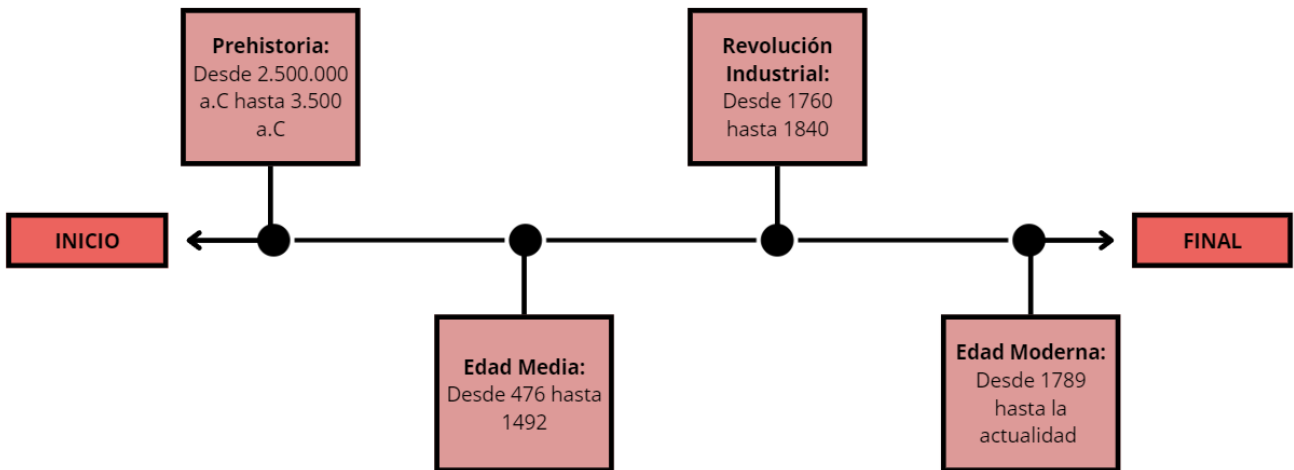 Prehistoria:
Desde 2.500.000
a.C hasta 3.500
a.C
Revolución
Industrial:
Desde 1760
hasta 1840
INICIO
FINAL
Edad Media:
Desde 476 hasta
1492
Edad Moderna:
Desde 1789
hasta la
actualidad